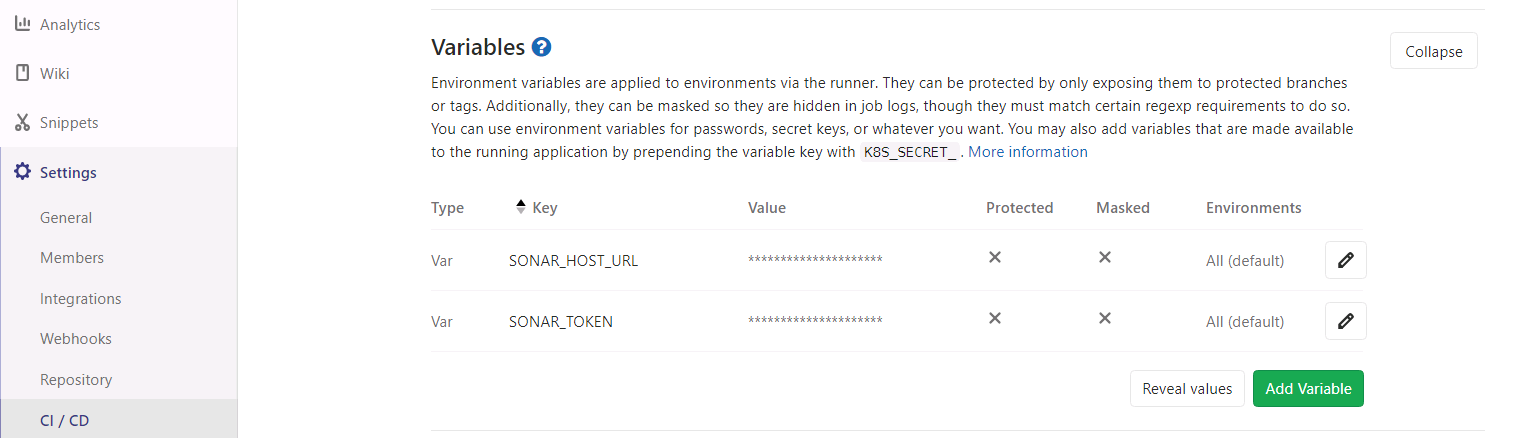 Analytics
Wiki
Snippets
Settings
General
Members
Integrations
Webhooks
Repository
CI / CD
Variables ?
Collapse
Environment variables are applied to environments via the runner. They can be protected by only exposing them to protected branches
or tags. Additionally, they can be masked so they are hidden in job logs, though they must match certain regexp requirements to do so.
You can use environment variables for passwords, secret keys, or whatever you want. You may also add variables that are made available
to the running application by prepending the variable key with K8S_SECRET_ . More information
Type Key Value Protected Masked Environments
Var SONAR_HOST_URL ********************* All (default)
Var SONAR_TOKEN ********************* All (default)
Reveal values Add Variable